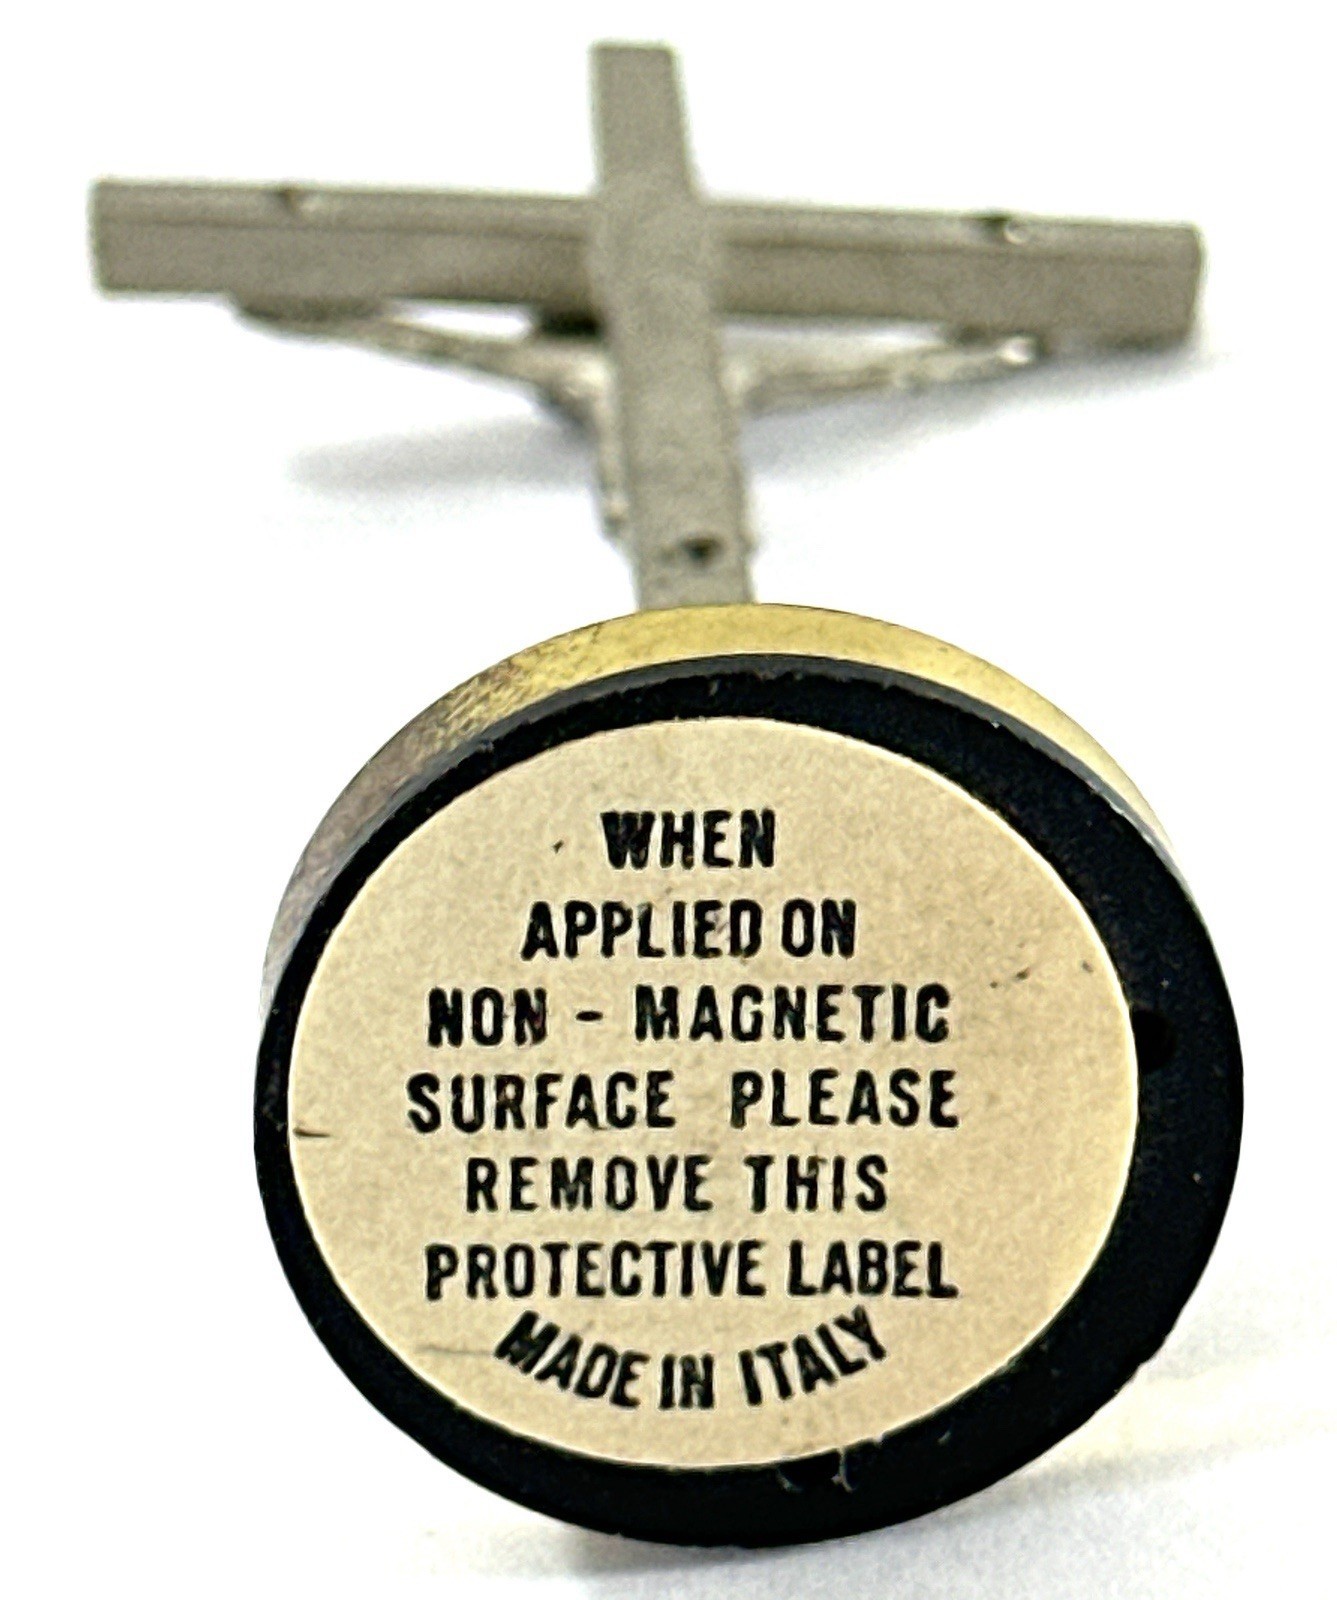 WHEN
APPLIED ON
NON - MAGNETIC
SURFACE PLEASE
REMOVE THIS
PROTECTIVE LABEL
MADE IN ITALY